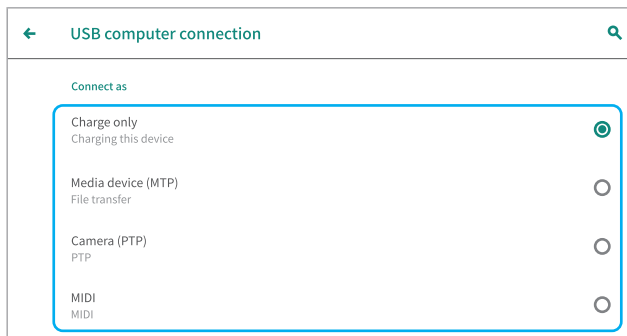 USB computer connection
Connect as
Charge only
Charging this device
Media device (MTP)
File transfer
Camera (PTP)
PTP
MIDI
MIDI